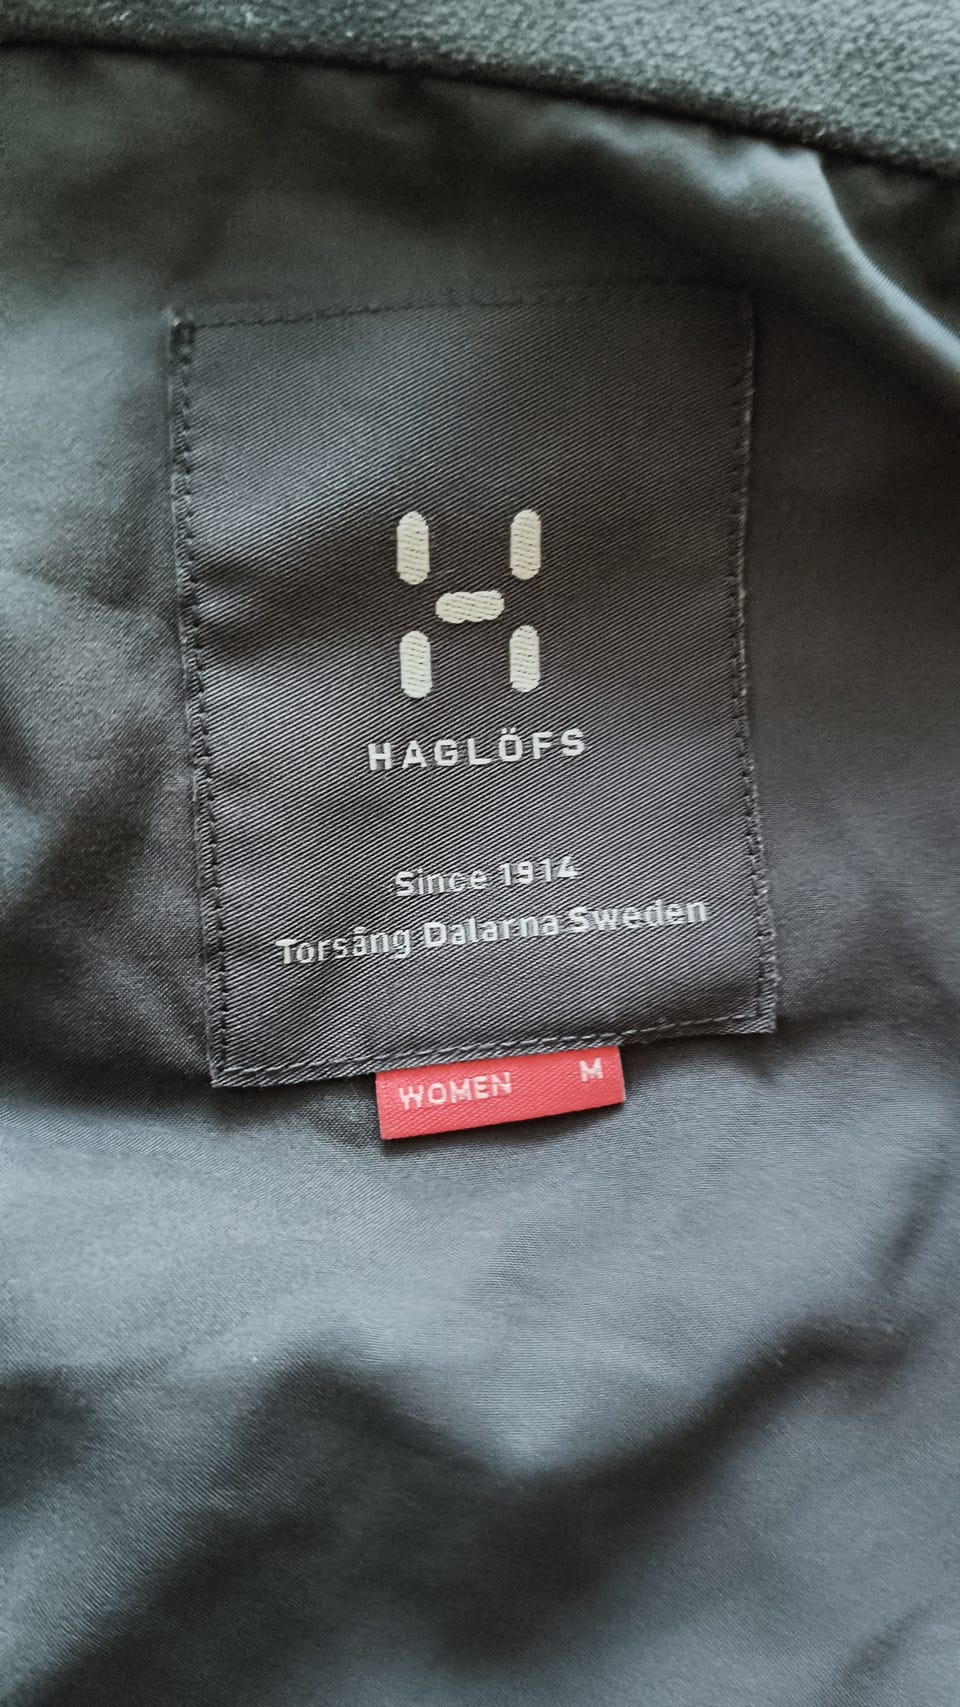 HAGLÖFS
Since 1914
Torsång Dalarna Sweden
WOMEN M